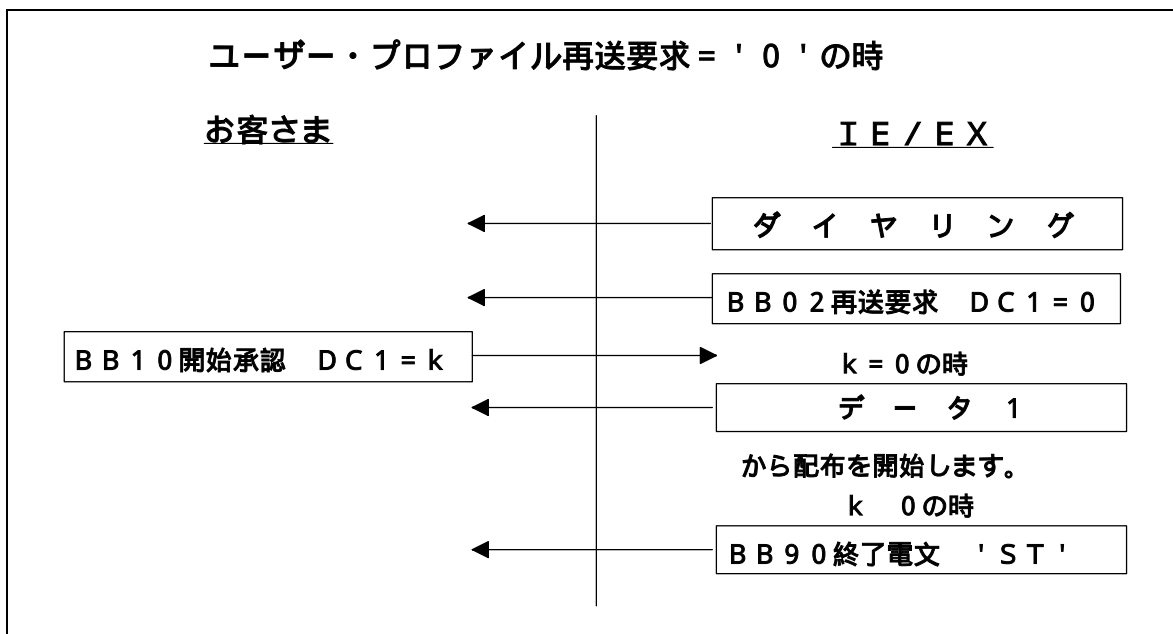 ユーザー・プロファイル再送要求=＇０＇の時
お客さま
ＩＥ/ＥＸ
ダイヤリング
ＢＢ０２再送要求　ＤＣ１=０
ＢＢ１０開始承認　ＤＣ１=ｋ
ｋ=０の時
データ１
から配布を開始します。
ｋ　０の時
ＢＢ９０終了電文　＇ＳＴ＇